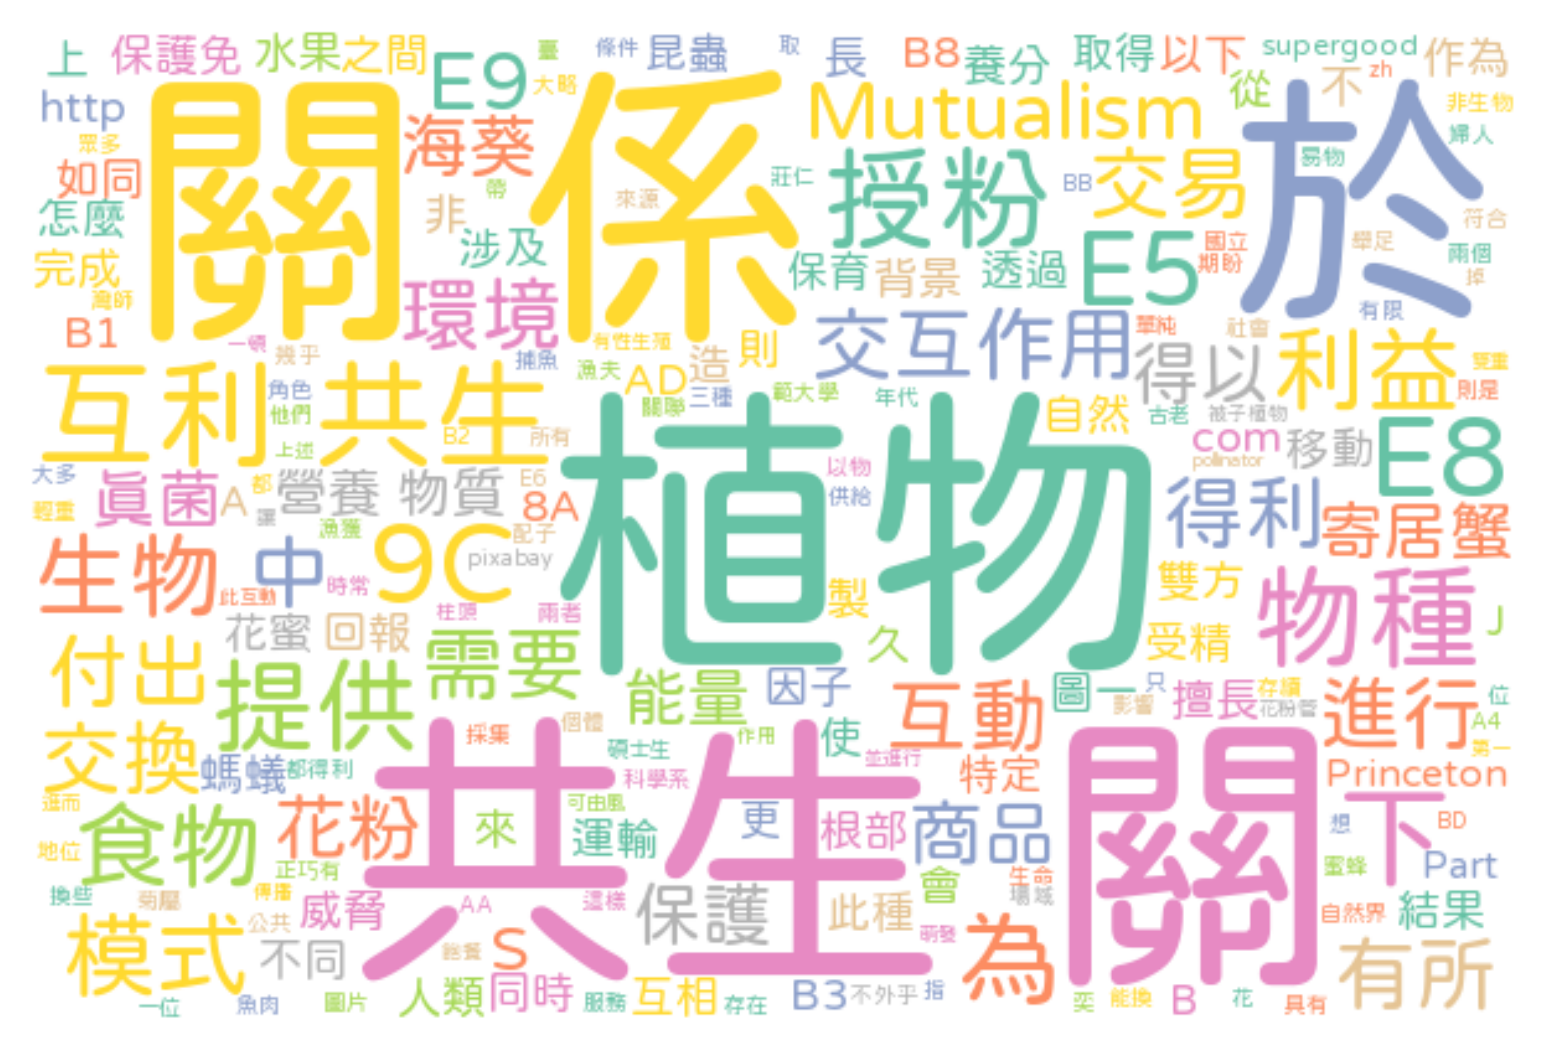 上 保護免 水果 之間 E9 臺 大略 條件 昆蟲 取 長 B8 養分 取得 以下 supergood zh 作為
http 眾多 如同 怎麼 完成 B1 關係 海葵 帶 非 涉及 環境 來源 Mutualism 授粉 莊仁 BB 交易 從 不 非生物 婦人 易物 於 符合 兩個 掉
保育 背景 透過 E5 國立 期盼 舉足 有限
一頓 幾乎 捕魚 有性生殖 漁夫 造 則 交互作用 單純 社會 得以 利益 雙重 則是
互利共生 角色 他們 上述 B2 所有 AD 關聯 三種 範大學 年代 自然 古老 被子植物 com pollinator 移動 E8
大多 輕重 真菌 A 都 營養 物質 還 漁獲 E6 8A 配子 pixabay 植物 以物 供給 得利 寄居蟹
生物 此互動 中 時常 9C 柱頭 兩者 製 久 雙方 受精 物種 J
花蜜 回報 付出 提供 需要 能量 因子 互動 圖一 只 影響 擅長 存續 花粉管 進行 位 A4 第一
交換 螞蟻 都得利 採集 個體 碩士生 作用 使 並進行 科學系 特定 Princeton
進而 食物 地位 花粉 正巧有 共生 來 可由風 運輸 更 根部 商品 關 下 想 BD 蜜蜂 Part
換些 菊屬 傳播 公共 威脅 AA 這樣 保護 此種 會 萌發 生命 場域 自然界 結果
模式 不同 飽餐 S 為 有所
一位 魚肉 圖片 人類 同時 服務 互相 存在 B3 不外乎 指 奕 能換 B 花 具有